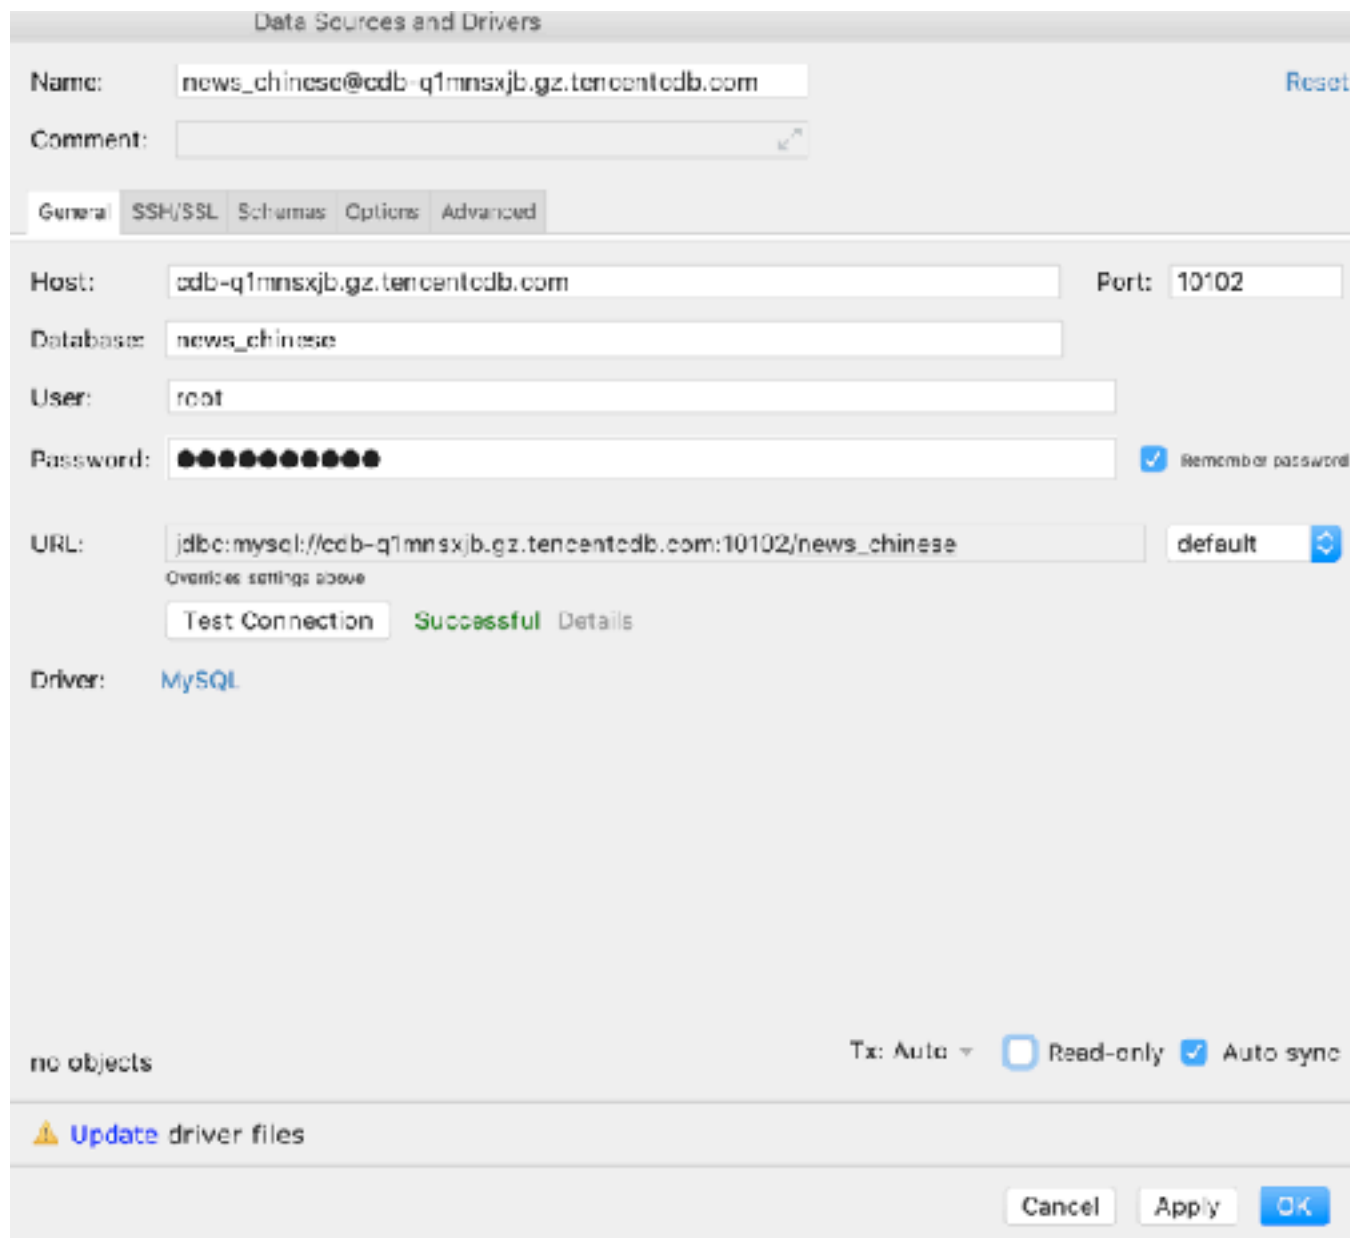 Data Sources and Drivers
Name: news_chinese@cdb-q1mnsxjb.gz.tencentcdb.com Reset
Comment:
General SSH/SSL Schemas Options Advanced
Host: cdb-q1mnsxjb.gz.tencentcdb.com Port: 10102
Database: news_chinese
User: root
Password: ●●●●●●●●●● Remember password
URL: jdbc:mysql://cdb-q1mnsxjb.gz.tencentcdb.com:10102/news_chinese default
Overrides settings above
Test Connection Successful Details
Driver: MySQL
no objects Tx: Auto Read-only Auto sync
Update driver files
Cancel Apply OK